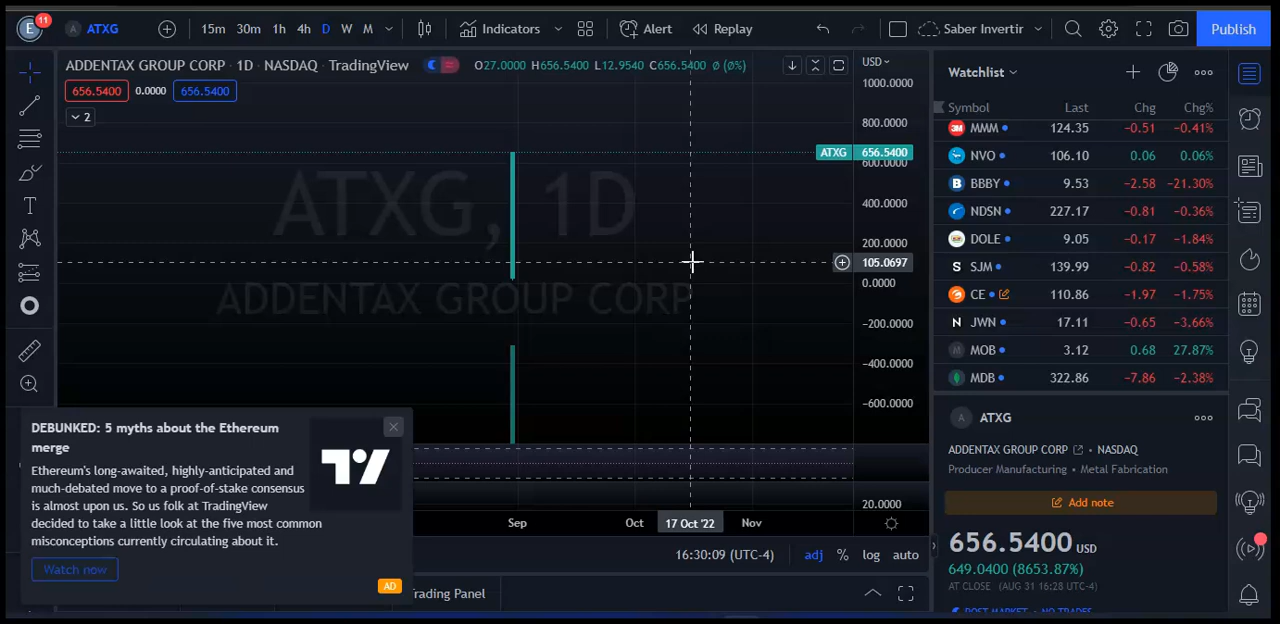 E 11 A ATXG 15m 30m 1h 4h D W M Indicators Alert Replay Saber Invertir Publish
ADDENTAX GROUP CORP · 1D · NASDAQ · TradingView O27.0000 H656.5400 L12.9540 C656.5400 ∅ (∅%) USD
656.5400 0.0000 656.5400
2
ATXG, 1D
ADDENTAX GROUP CORP
1000.0000
800.0000
ATXG 656.5400
600.0000
400.0000
200.0000
105.0697
0.0000
−200.0000
−400.0000
−600.0000
20.0000
Sep Oct 17 Oct '22 Nov
16:30:09 (UTC-4) adj % log auto
rading Panel
DEBUNKED: 5 myths about the Ethereum
merge
Ethereum's long-awaited, highly-anticipated and
much-debated move to a proof-of-stake consensus
is almost upon us. So us folk at TradingView
decided to take a little look at the five most common
misconceptions currently circulating about it.
Watch now
AD
Watchlist
Symbol Last Chg Chg%
3M MMM 124.35 −0.51 −0.41%
NVO 106.10 0.06 0.06%
B BBBY 9.53 −2.58 −21.30%
NDSN 227.17 −0.81 −0.36%
DOLE 9.05 −0.17 −1.84%
S SJM 139.99 −0.82 −0.58%
CE 110.86 −1.97 −1.75%
N JWN 17.11 −0.65 −3.66%
MOB 3.12 0.68 27.87%
MDB 322.86 −7.86 −2.38%
A ATXG
ADDENTAX GROUP CORP • NASDAQ
Producer Manufacturing • Metal Fabrication
Add note
656.5400 USD
649.0400 (8653.87%)
AT CLOSE (AUG 31 16:28 UTC-4)
POST MARKET • NO TRADES